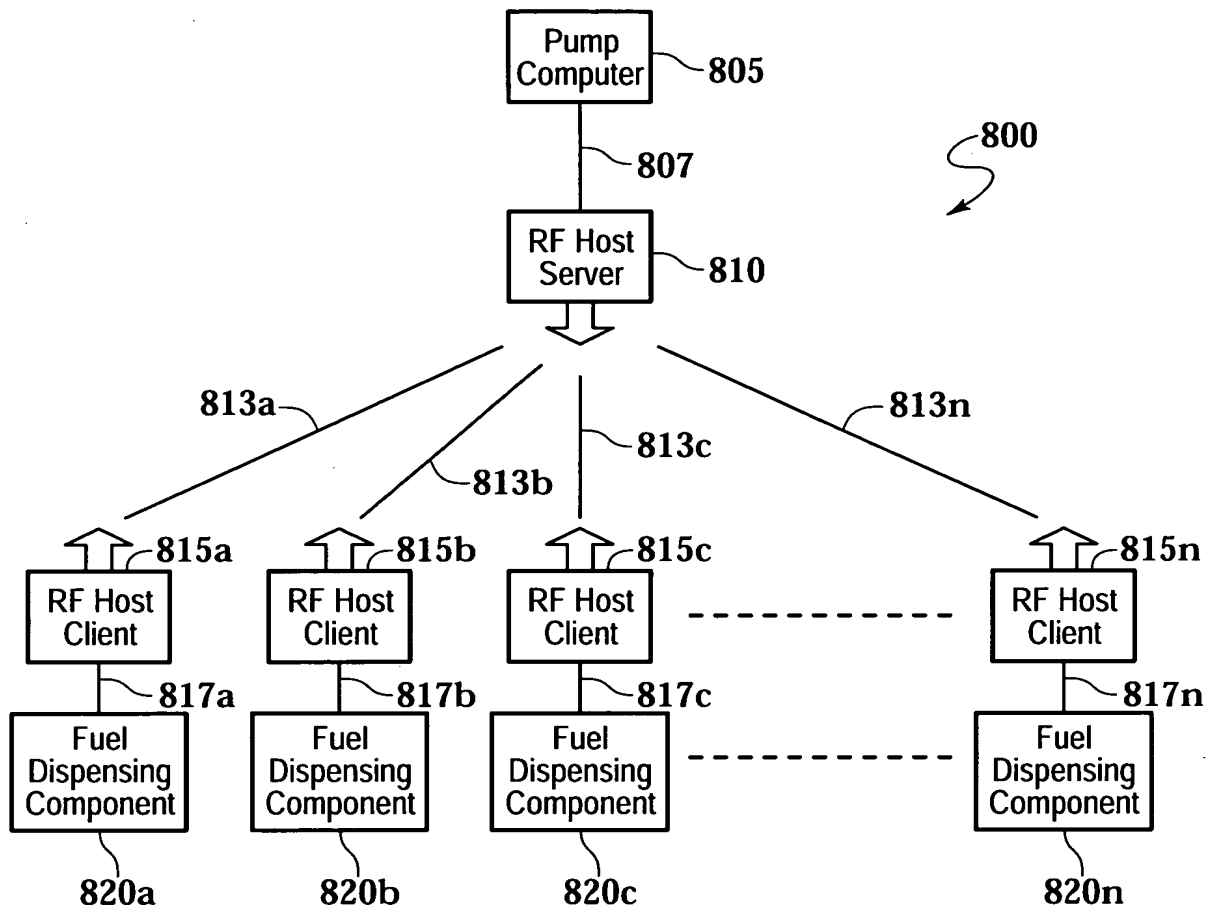 Pump
Computer
805
807
800
RF Host
Server
810
813a
813b
813c
813n
815a
815b
815c
815n
RF Host
Client
RF Host
Client
RF Host
Client
RF Host
Client
817a
817b
817c
817n
Fuel
Dispensing
Component
Fuel
Dispensing
Component
Fuel
Dispensing
Component
Fuel
Dispensing
Component
820a
820b
820c
820n